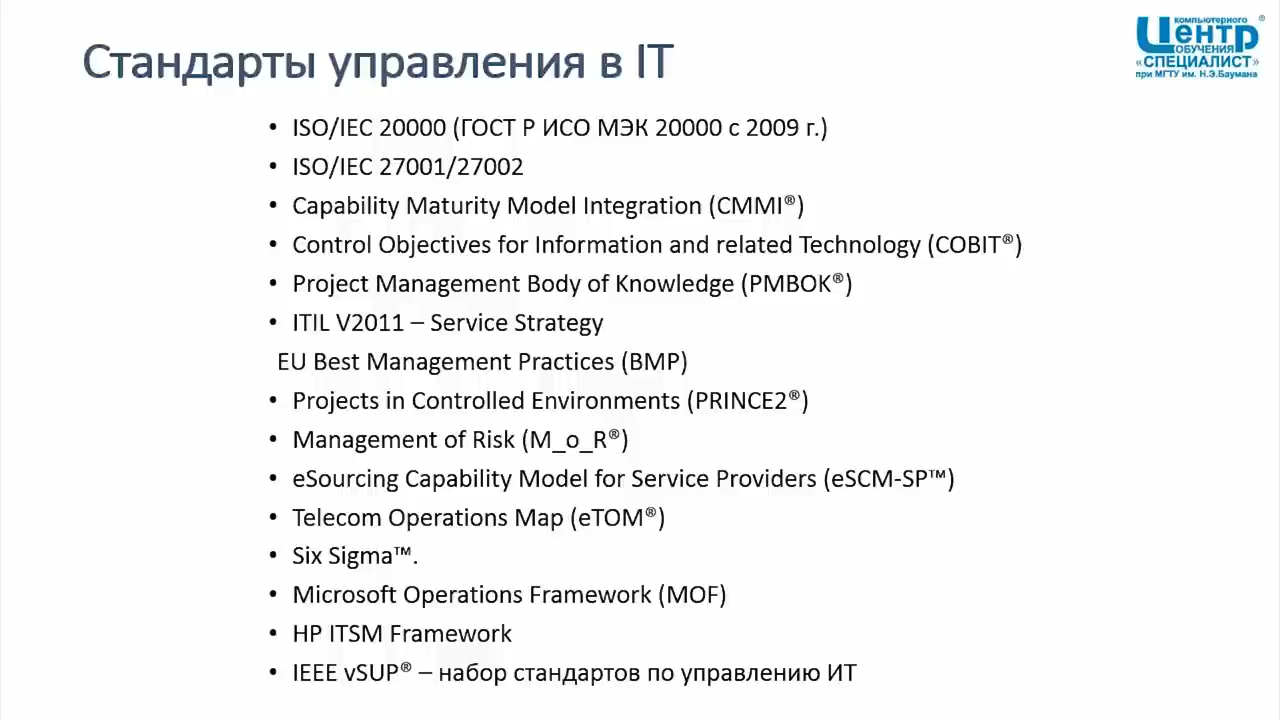 Стандарты управления в IT
компьютерного
Центр
ОБУЧЕНИЯ
«СПЕЦИАЛИСТ»
при МГТУ им. Н.Э.Баумана
• ISO/IEC 20000 (ГОСТ Р ИСО МЭК 20000 с 2009 г.)
• ISO/IEC 27001/27002
• Capability Maturity Model Integration (CMMI®)
• Control Objectives for Information and related Technology (COBIT®)
• Project Management Body of Knowledge (PMBOK®)
• ITIL V2011 – Service Strategy
EU Best Management Practices (BMP)
• Projects in Controlled Environments (PRINCE2®)
• Management of Risk (M_o_R®)
• eSourcing Capability Model for Service Providers (eSCM-SP™)
• Telecom Operations Map (eTOM®)
• Six Sigma™.
• Microsoft Operations Framework (MOF)
• HP ITSM Framework
• IEEE vSUP® – набор стандартов по управлению ИТ